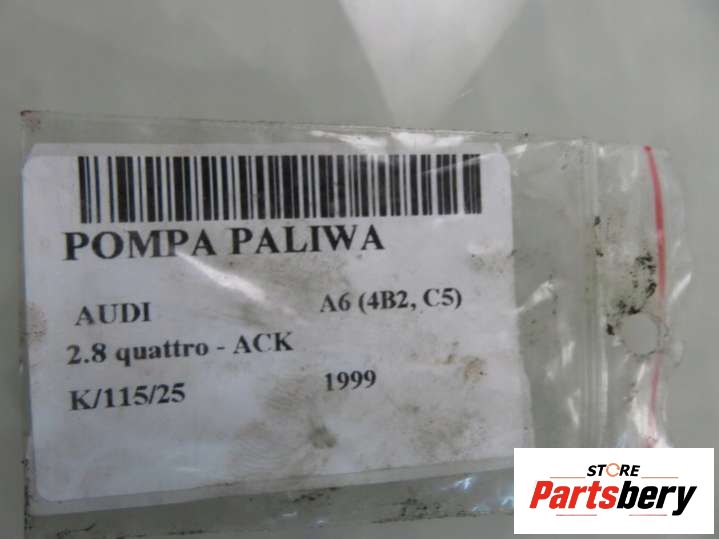 POMPA PALIWA
AUDI A6 (4B2, C5)
2.8 quattro - ACK
K/115/25 1999
STORE
Partsbery